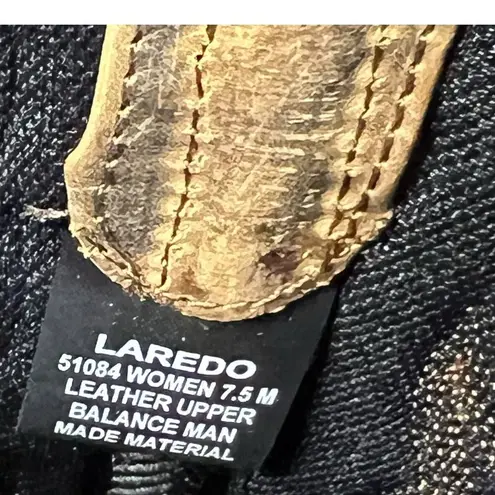 LAREDO
51084 WOMEN 7.5 M
LEATHER UPPER
BALANCE MAN
MADE MATERIAL